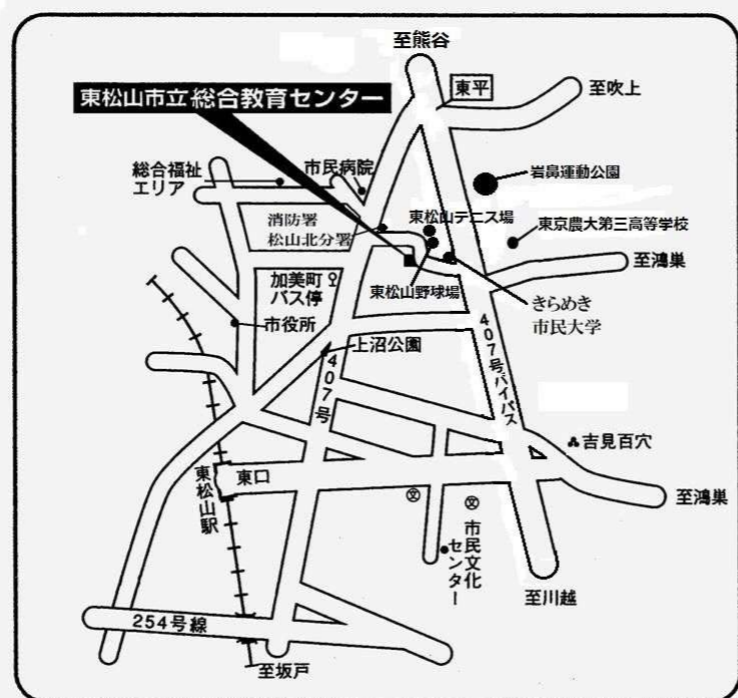 至熊谷
東平
至吹上
東松山市立総合教育センター
岩鼻運動公園
総合福祉
エリア
市民病院
消防署
松山北分署
東松山テニス場
東京農大第三高等学校
加美町
バス停
東松山野球場
至鴻巣
きらめき
市民大学
市役所
上沼公園
407号
407号バイパス
吉見百穴
東松山駅
東口
文
文
市民文化
センター
至鴻巣
至川越
254号線
至坂戸